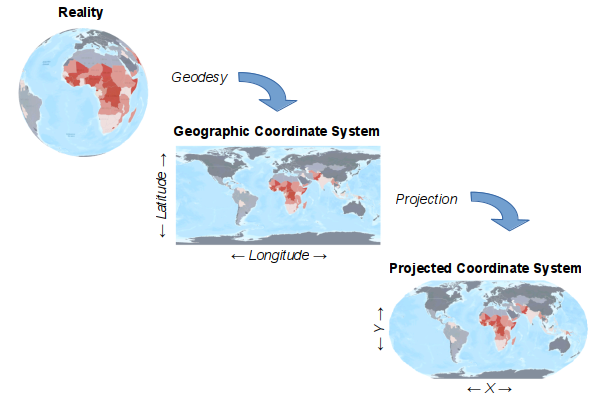 Reality
Geodesy
Geographic Coordinate System
← Latitude →
← Longitude →
Projection
Projected Coordinate System
← Y →
← X →